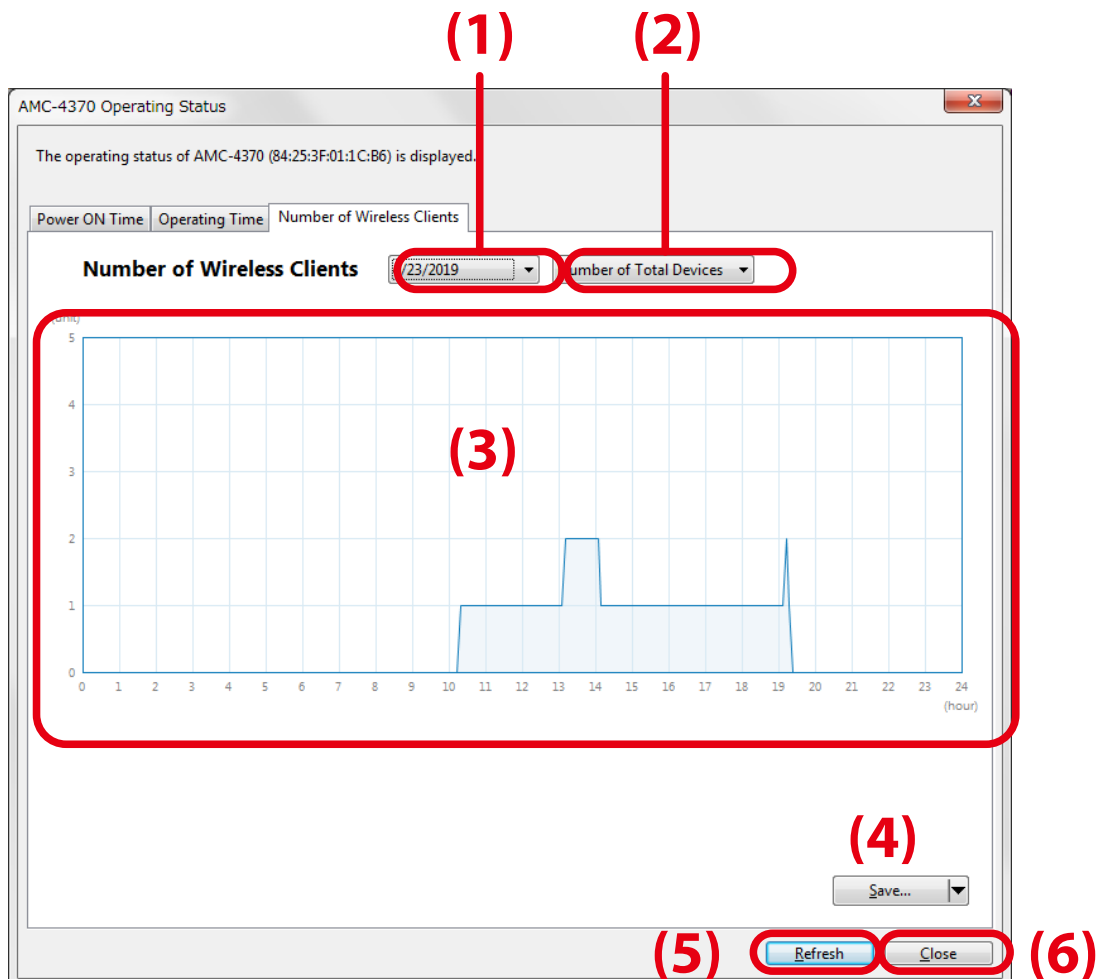 (1) (2)
AMC-4370 Operating Status
The operating status of AMC-4370 (84:25:3F:01:1C:B6) is displayed.
Power ON Time Operating Time Number of Wireless Clients
Number of Wireless Clients /23/2019 umber of Total Devices
(unit)
5
4
(3)
3
2
1
0
0 1 2 3 4 5 6 7 8 9 10 11 12 13 14 15 16 17 18 19 20 21 22 23 24
(hour)
(4)
Save...
(5) Refresh Close (6)